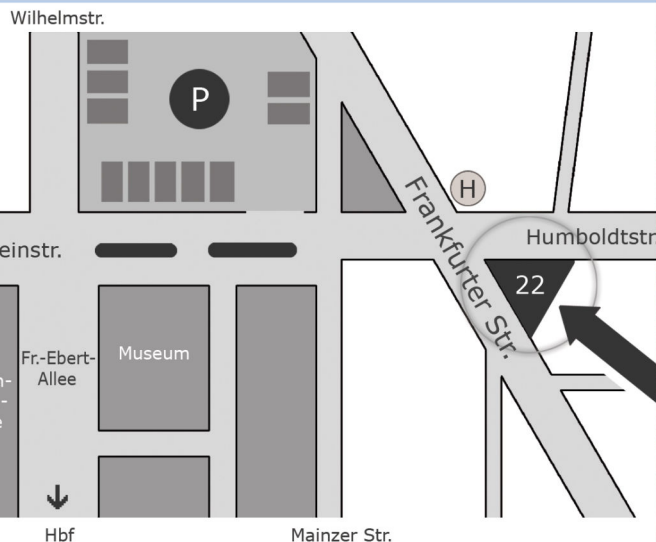 Wilhelmstr.
P
H
Frankfurter Str.
Humboldtstr
einstr.
22
Fr.-Ebert-
Allee
Museum
n-
-
e
Hbf
Mainzer Str.